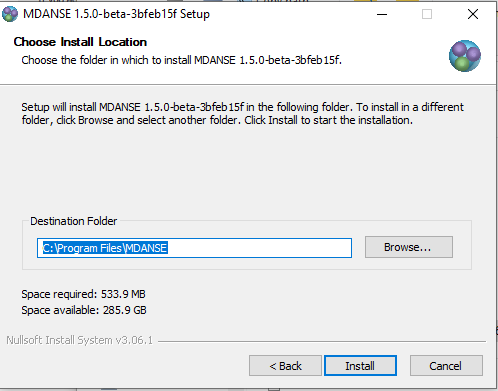 MDANSE 1.5.0-beta-3bfeb15f Setup
Choose Install Location
Choose the folder in which to install MDANSE 1.5.0-beta-3bfeb15f.
Setup will install MDANSE 1.5.0-beta-3bfeb15f in the following folder. To install in a different
folder, click Browse and select another folder. Click Install to start the installation.
Destination Folder
C:\Program Files\MDANSE
Browse...
Space required: 533.9 MB
Space available: 285.9 GB
Nullsoft Install System v3.06.1
< Back
Install
Cancel